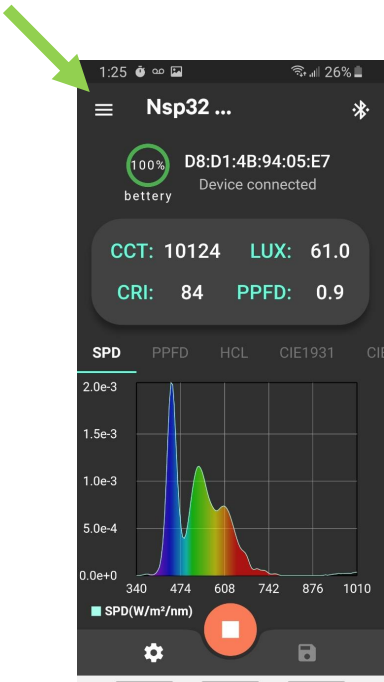 1:25 26%
Nsp32 ...
100%
bettery
D8:D1:4B:94:05:E7
Device connected
CCT: 10124 LUX: 61.0
CRI: 84 PPFD: 0.9
SPD PPFD HCL CIE1931 CIE
2.0e-3
1.5e-3
1.0e-3
5.0e-4
0.0e+0
340 474 608 742 876 1010
SPD(W/m²/nm)